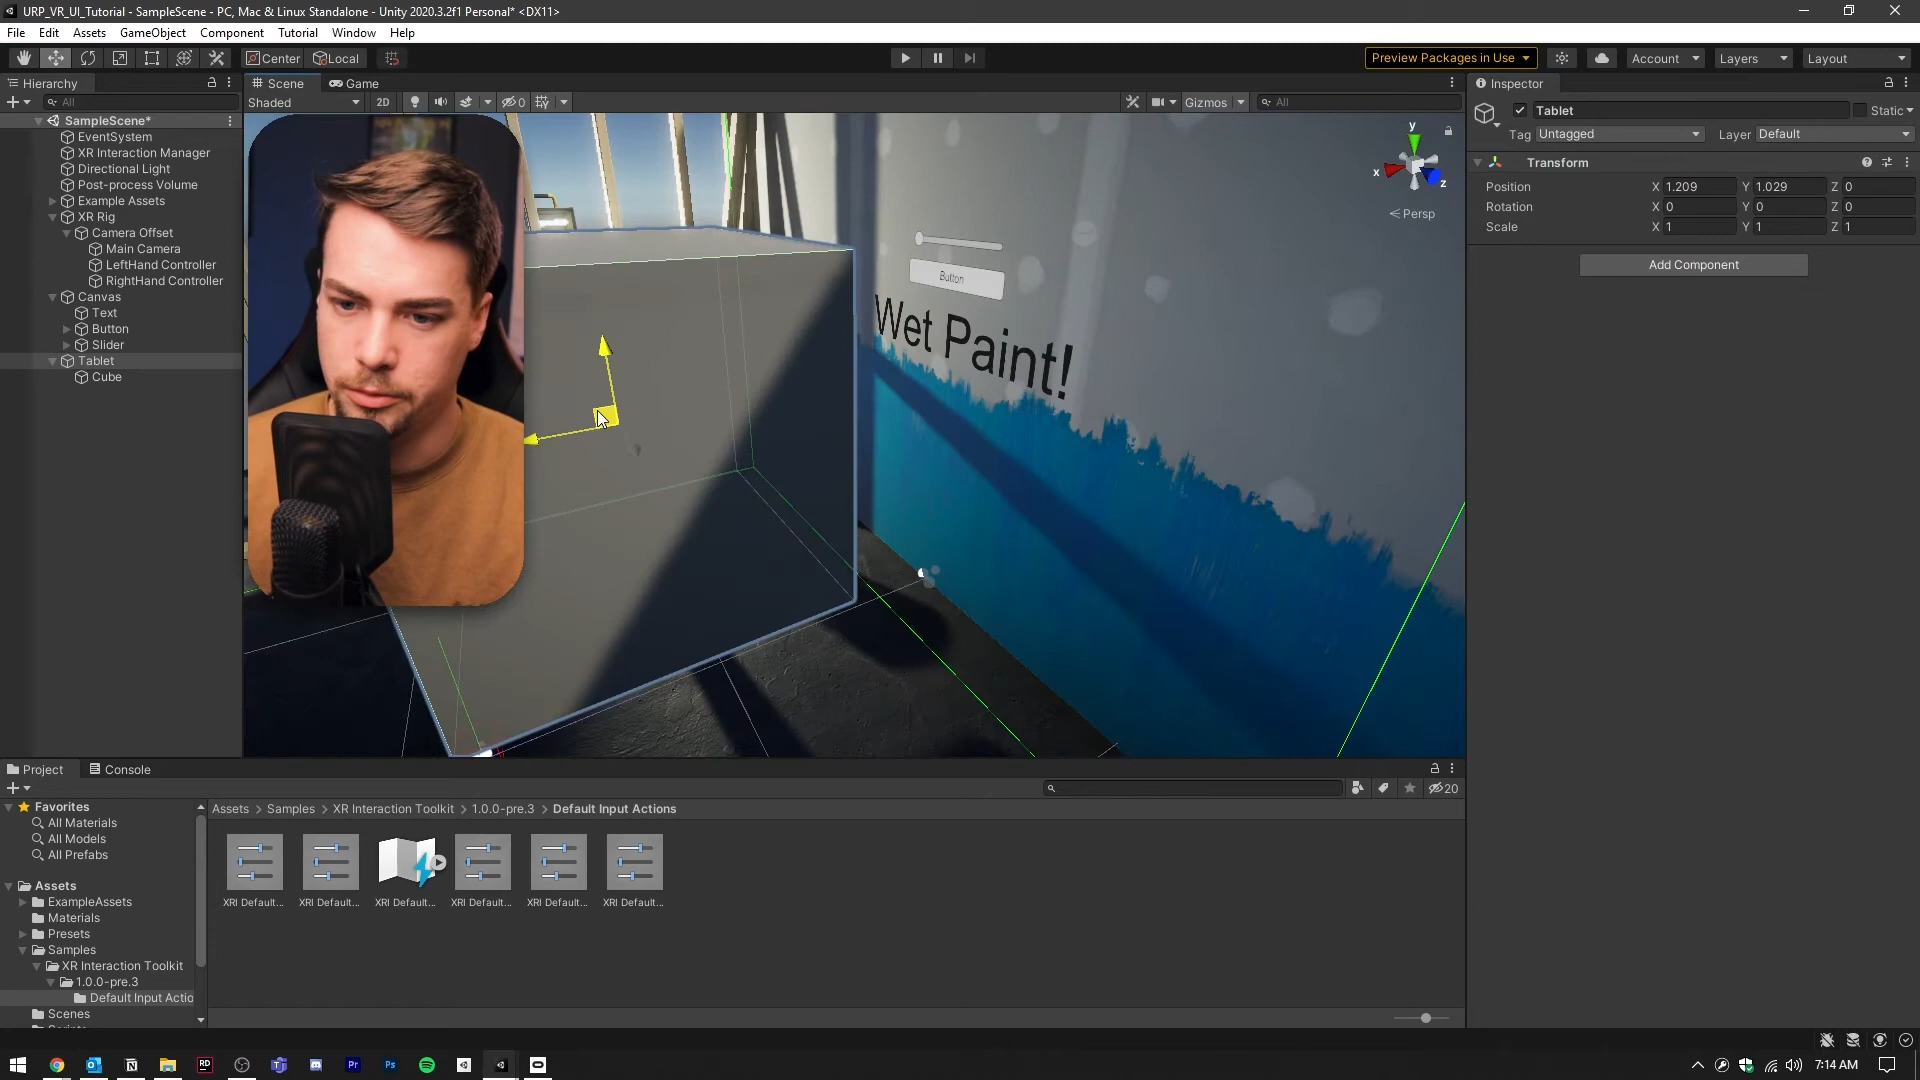 URP_VR_UI_Tutorial - SampleScene - PC, Mac & Linux Standalone - Unity 2020.3.2f1 Personal* <DX11>
File Edit Assets GameObject Component Tutorial Window Help
Center Local
Preview Packages in Use
Account
Layers
Layout
Hierarchy
All
SampleScene*
EventSystem
XR Interaction Manager
Directional Light
Post-process Volume
Example Assets
XR Rig
Camera Offset
Main Camera
LeftHand Controller
RightHand Controller
Canvas
Text
Button
Slider
Tablet
Cube
Scene Game
Shaded 2D 0 Gizmos All
y
x
z
Persp
Button
Wet Paint!
Inspector
Tablet Static
Tag Untagged Layer Default
Transform
Position X 1.209 Y 1.029 Z 0
Rotation X 0 Y 0 Z 0
Scale X 1 Y 1 Z 1
Add Component
Project Console
20
Favorites
All Materials
All Models
All Prefabs
Assets
ExampleAssets
Materials
Presets
Samples
XR Interaction Toolkit
1.0.0-pre.3
Default Input Actio
Scenes
Assets > Samples > XR Interaction Toolkit > 1.0.0-pre.3 > Default Input Actions
XRI Default... XRI Default... XRI Default... XRI Default... XRI Default... XRI Default...
RD
Pr
Ps
7:14 AM